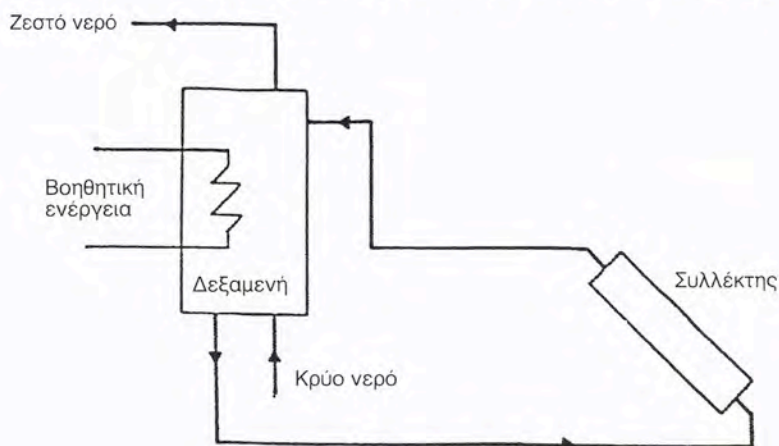 Ζεστό νερό
Βοηθητική
ενέργεια
Δεξαμενή
Συλλέκτης
Κρύο νερό